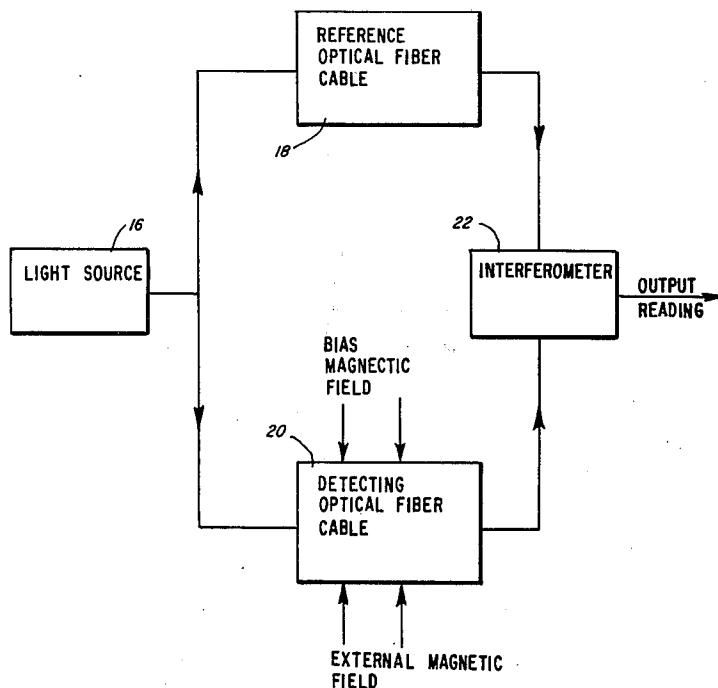 REFERENCE
OPTICAL FIBER
CABLE
18
16
LIGHT SOURCE
22
INTERFEROMETER
OUTPUT
READING
BIAS
MAGNECTIC
FIELD
20
DETECTING
OPTICAL FIBER
CABLE
EXTERNAL MAGNETIC
FIELD